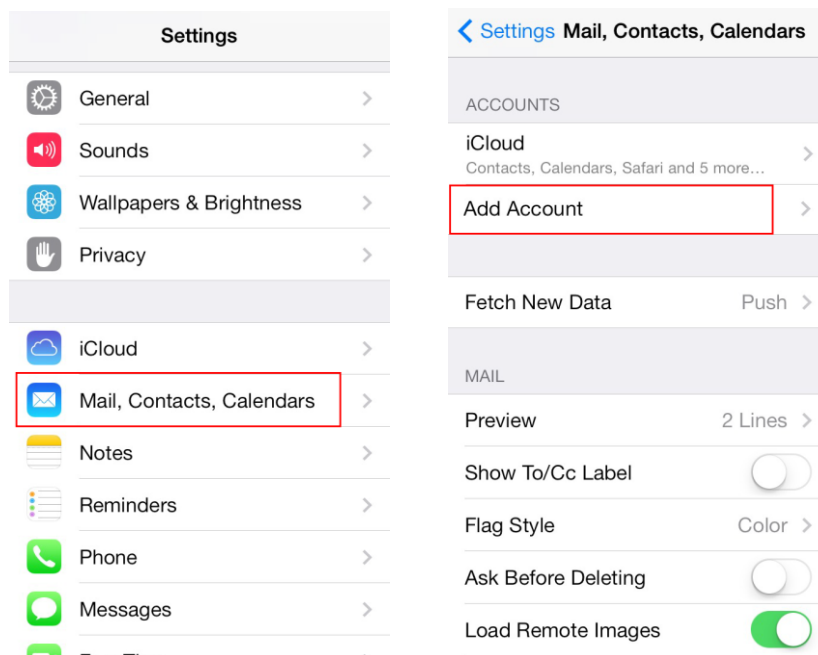 Settings
General
Sounds
Wallpapers & Brightness
Privacy
iCloud
Mail, Contacts, Calendars
Notes
Reminders
Phone
Messages
Settings Mail, Contacts, Calendars
ACCOUNTS
iCloud
Contacts, Calendars, Safari and 5 more...
Add Account
Fetch New Data Push
MAIL
Preview 2 Lines
Show To/Cc Label
Flag Style Color
Ask Before Deleting
Load Remote Images